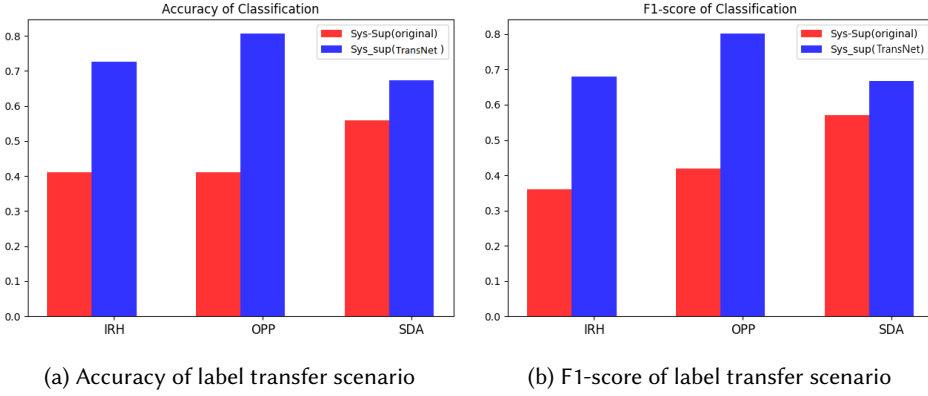 Accuracy of Classification
Sys-Sup(original)
Sys_sup(TransNet)
0.8
0.7
0.6
0.5
0.4
0.3
0.2
0.1
0.0
IRH OPP SDA
(a) Accuracy of label transfer scenario
F1-score of Classification
Sys-Sup(original)
Sys_sup(TransNet)
0.8
0.7
0.6
0.5
0.4
0.3
0.2
0.1
0.0
IRH OPP SDA
(b) F1-score of label transfer scenario